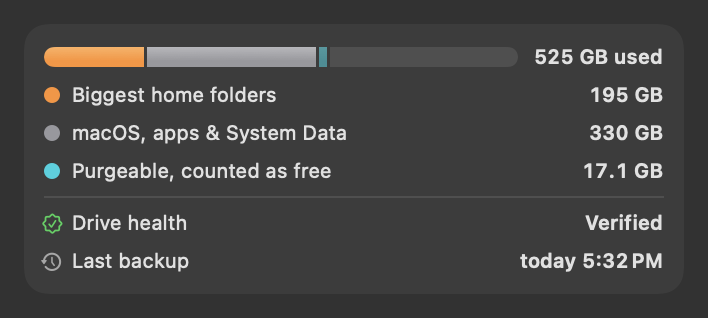 525 GB used
Biggest home folders 195 GB
macOS, apps & System Data 330 GB
Purgeable, counted as free 17.1 GB
Drive health Verified
Last backup today 5:32 PM